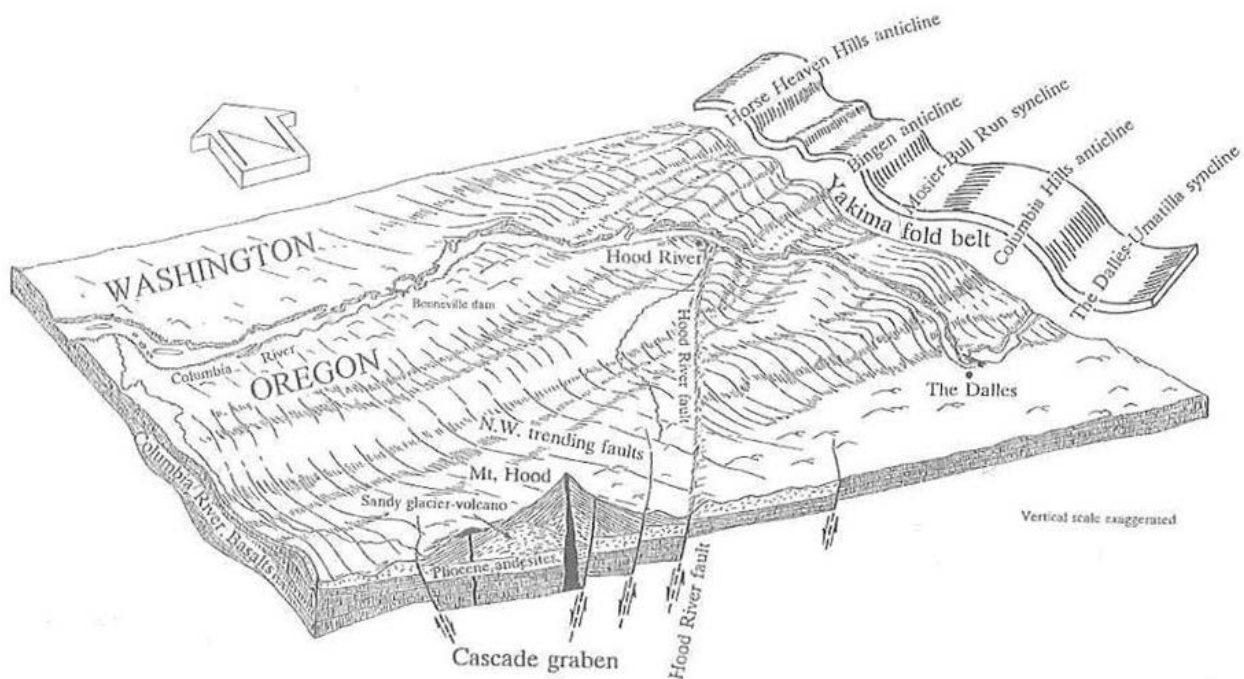 Horse Heaven Hills anticline
Bingen anticline
Mosier-Bull Run syncline
Columbia Hills anticline
The Dalles-Umatilla syncline
Yakima fold belt
N
WASHINGTON
Hood River
Bonneville dam
Columbia River
OREGON
Hood River fault
The Dalles
N.W. trending faults
Mt, Hood
Sandy glacier-volcano
Columbia River Basalts
Pliocene andesites
Vertical scale exaggerated
Hood River fault
Cascade graben